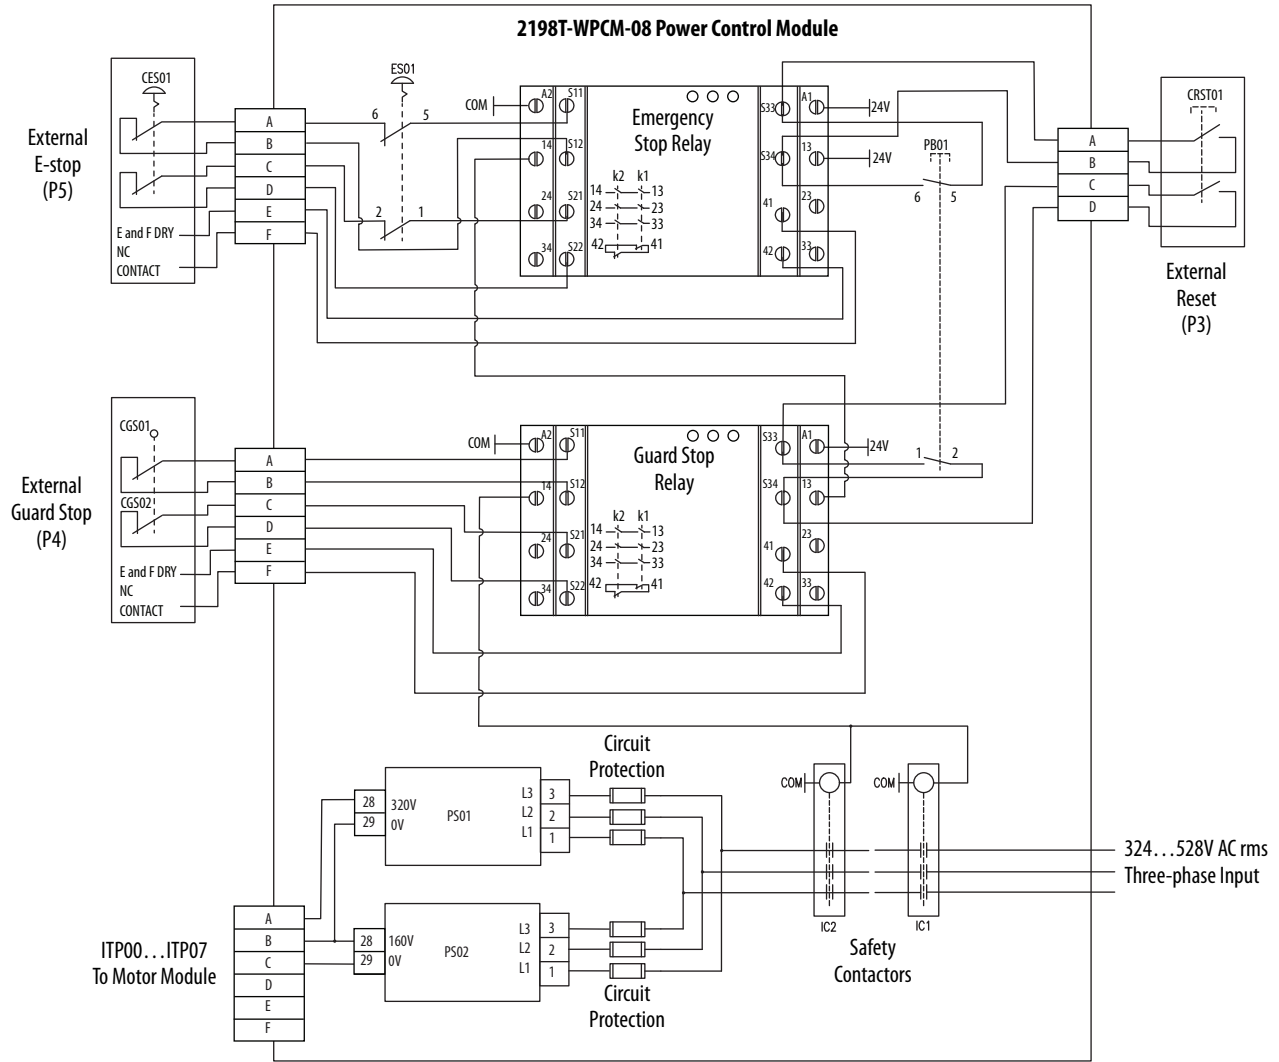 2198T-WPCM-08 Power Control Module
External
E-stop
(P5)
CES01
E and F DRY
NC
CONTACT
A
B
C
D
E
F
ES01
6
5
2
1
COM
A2
S11
14
S12
24
S21
34
S22
Emergency
Stop Relay
k2
k1
14
13
24
23
34
33
42
41
S33
A1
S34
13
41
23
42
33
24V
24V
PB01
6
5
A
B
C
D
CRST01
External
Reset
(P3)
External
Guard Stop
(P4)
CGS01
CGS02
E and F DRY
NC
CONTACT
A
B
C
D
E
F
COM
A2
S11
14
S12
24
S21
34
S22
Guard Stop
Relay
k2
k1
14
13
24
23
34
33
42
41
S33
A1
S34
13
41
23
42
33
24V
1
2
Circuit
Protection
28
29
320V
0V
PS01
L3
L2
L1
3
2
1
COM
COM
324...528V AC rms
Three-phase Input
IC2
IC1
Safety
Contactors
ITP00...ITP07
To Motor Module
A
B
C
D
E
F
28
29
160V
0V
PS02
L3
L2
L1
3
2
1
Circuit
Protection